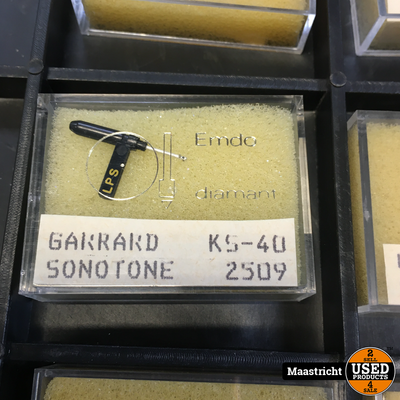 Emdo
LPS
diamant
GARRARD KS-40
SONOTONE 2509
Maastricht
2
SELL
USED
PRODUCTS
4
SALE